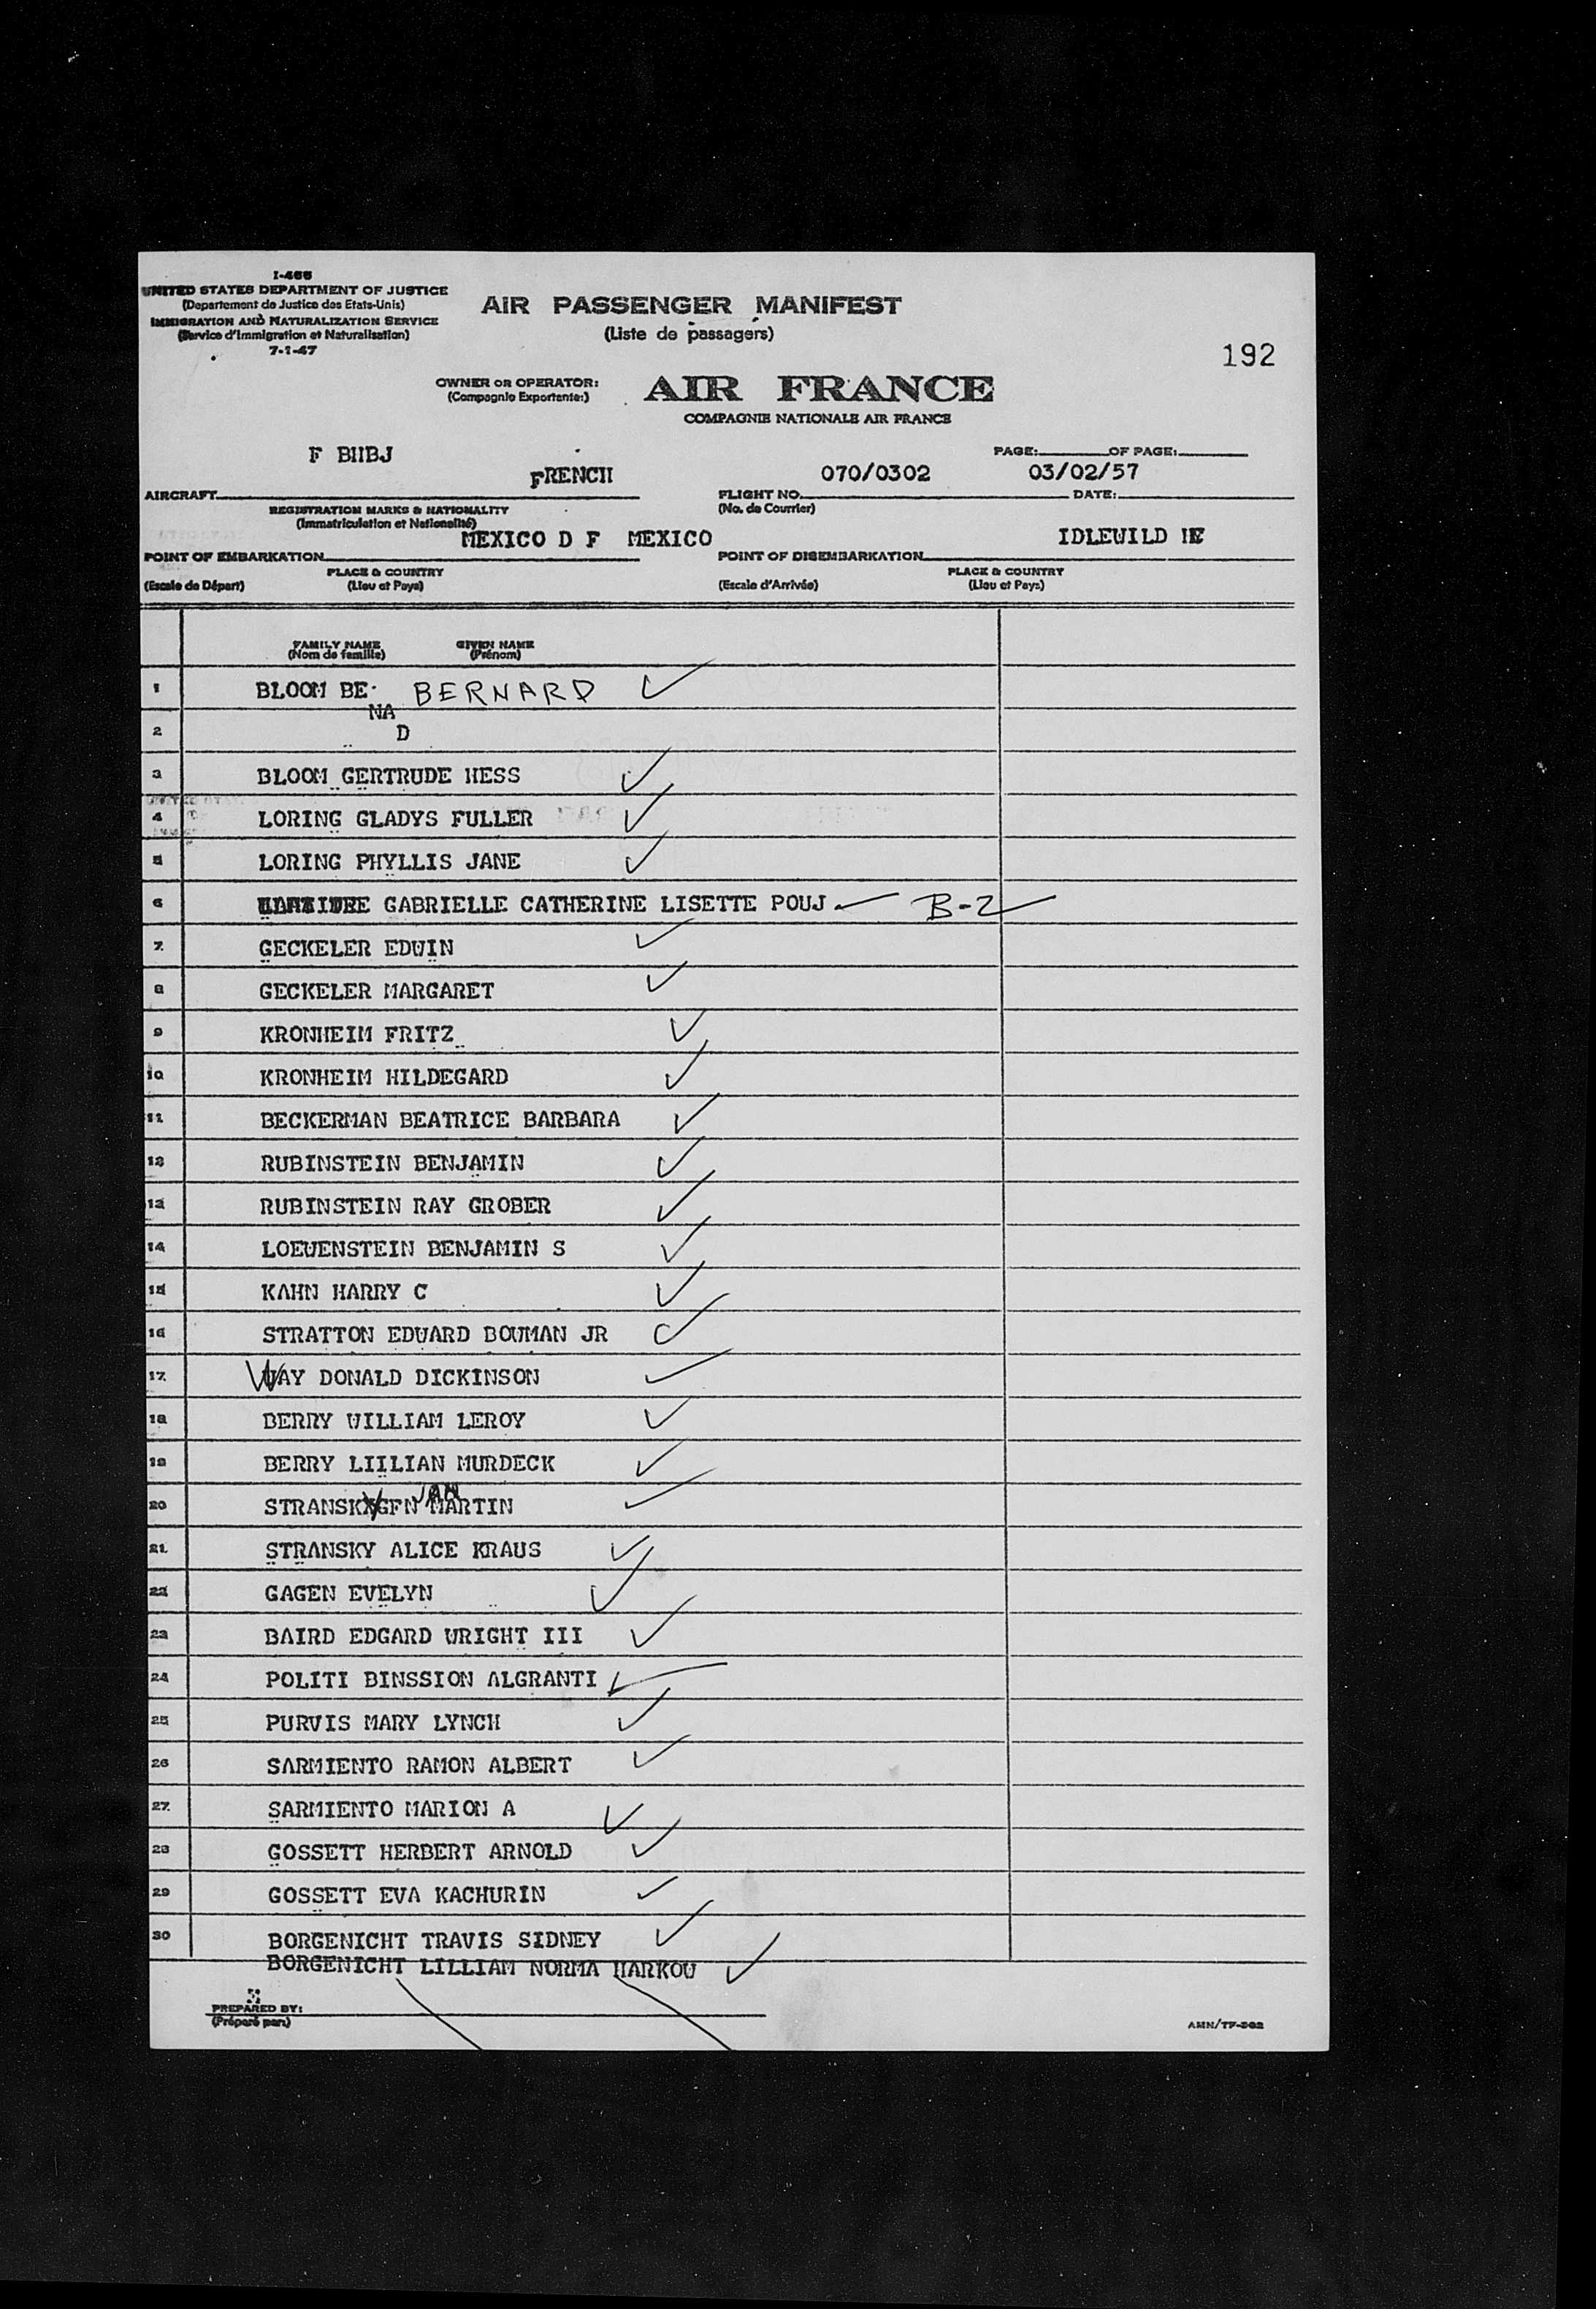 I-466
UNITED STATES DEPARTMENT OF JUSTICE
(Departement de Justice des Etats-Unis)
IMMIGRATION AND NATURALIZATION SERVICE
(Service d'Immigration et Naturalisation)
7-1-47
AIR PASSENGER MANIFEST
(Liste de passagers)
192
OWNER OR OPERATOR: AIR FRANCE
(Compagnie Exportente:)
COMPAGNIE NATIONALE AIR FRANCE
F BHBJ
PAGE: OF PAGE:
FRENCH 070/0302 03/02/57
AIRCRAFT FLIGHT NO. DATE:
REGISTRATION MARKS & NATIONALITY (No. de Courrier)
(Immatriculation et Nationalité)
MEXICO D F MEXICO IDLEWILD
POINT OF EMBARKATION POINT OF DISEMBARKATION
PLACE & COUNTRY PLACE & COUNTRY
(Escale de Départ) (Lieu et Pays) (Escale d'Arrivée) (Lieu et Pays)
FAMILY NAME GIVEN NAME
(Nom de famille) (Prénom)
1 BLOOM BE BERNARD
NA
2 D
3 BLOOM GERTRUDE HESS
4 LORING GLADYS FULLER
5 LORING PHYLLIS JANE
6 GABRIELLE CATHERINE LISETTE POUJ B-2
7 GECKELER EDWIN
8 GECKELER MARGARET
9 KRONHEIM FRITZ
10 KRONHEIM HILDEGARD
11 BECKERMAN BEATRICE BARBARA
12 RUBINSTEIN BENJAMIN
13 RUBINSTEIN RAY GROBER
14 LOEWENSTEIN BENJAMIN S
15 KAHN HARRY C
16 STRATTON EDWARD BOWMAN JR
17 WAY DONALD DICKINSON
18 BERRY WILLIAM LEROY
19 BERRY LIILIAN MURDECK
JAN
20 STRANSKY GFN MARTIN
21 STRANSKY ALICE KRAUS
22 GAGEN EVELYN
23 BAIRD EDGARD WRIGHT III
24 POLITI BINSSION ALGRANTI
25 PURVIS MARY LYNCH
26 SARMIENTO RAMON ALBERT
27 SARMIENTO MARION A
28 GOSSETT HERBERT ARNOLD
29 GOSSETT EVA KACHURIN
30 BORGENICHT TRAVIS SIDNEY
BORGENICHT LILLIAM NORMA HARKOW
PREPARED BY:
(Préparé par:)
AMN/TF-302